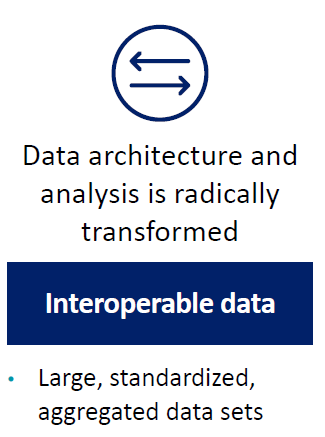 Data architecture and
analysis is radically
transformed
Interoperable data
• Large, standardized,
aggregated data sets